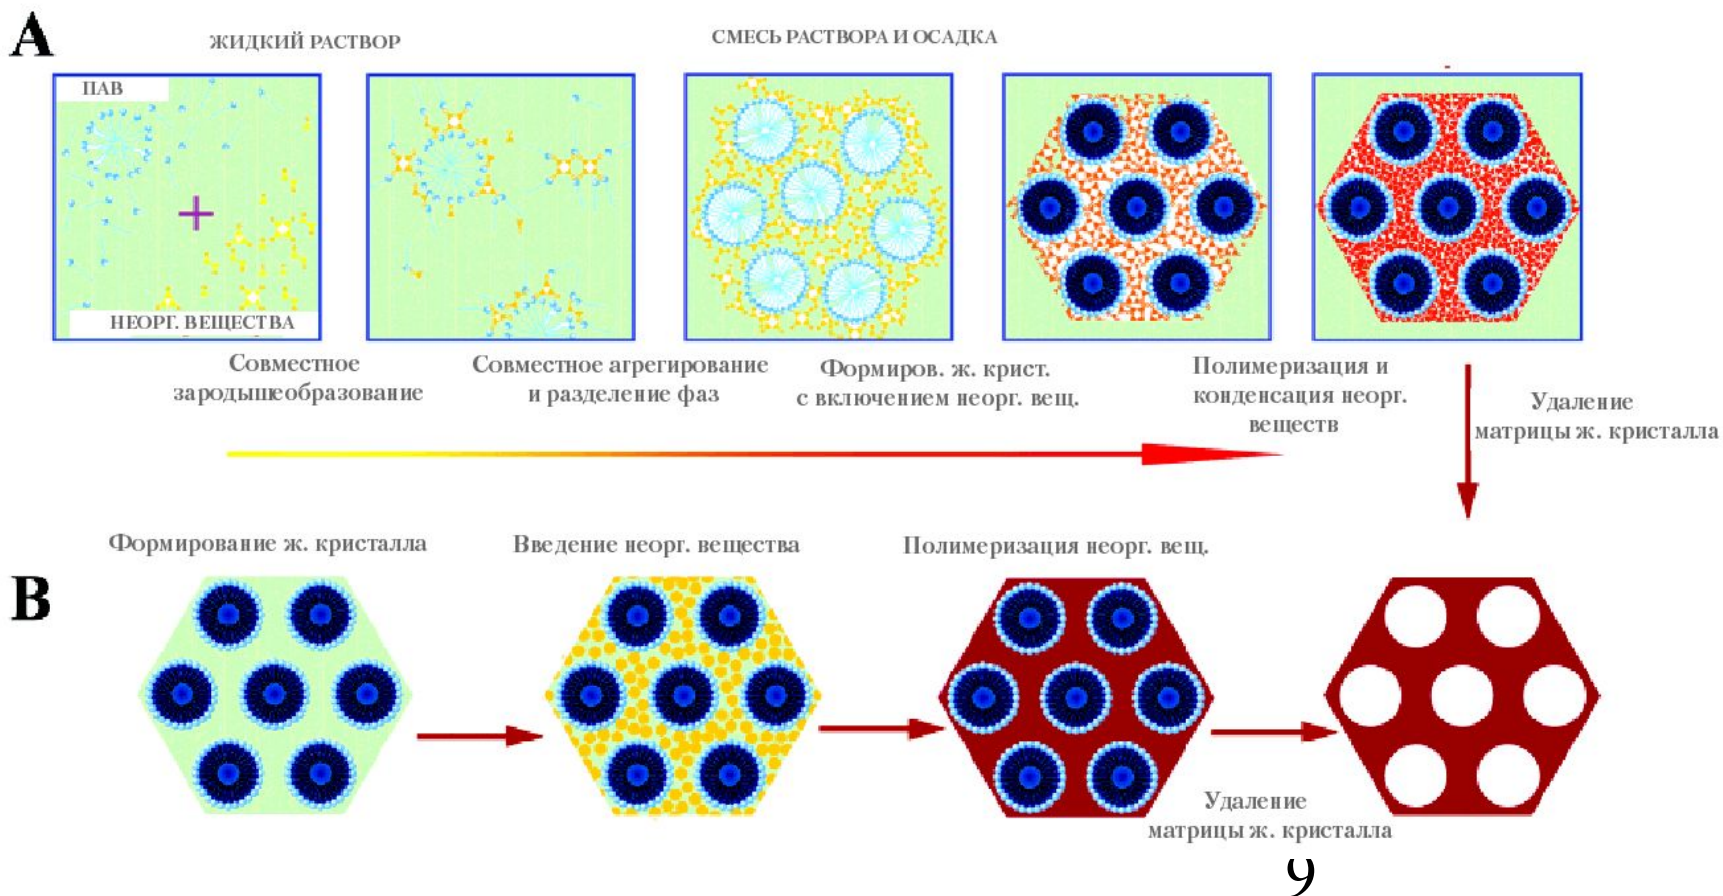 A
ЖИДКИЙ РАСТВОР
СМЕСЬ РАСТВОРА И ОСАДКА
ПАВ
НЕОРГ. ВЕЩЕСТВА
Совместное
зародышеобразование
Совместное агрегирование
и разделение фаз
Формиров. ж. крист.
с включением неорг. вещ.
Полимеризация и
конденсация неорг.
веществ
Удаление
матрицы ж. кристалла
B
Формирование ж. кристалла
Введение неорг. вещества
Полимеризация неорг. вещ.
Удаление
матрицы ж. кристалла
9